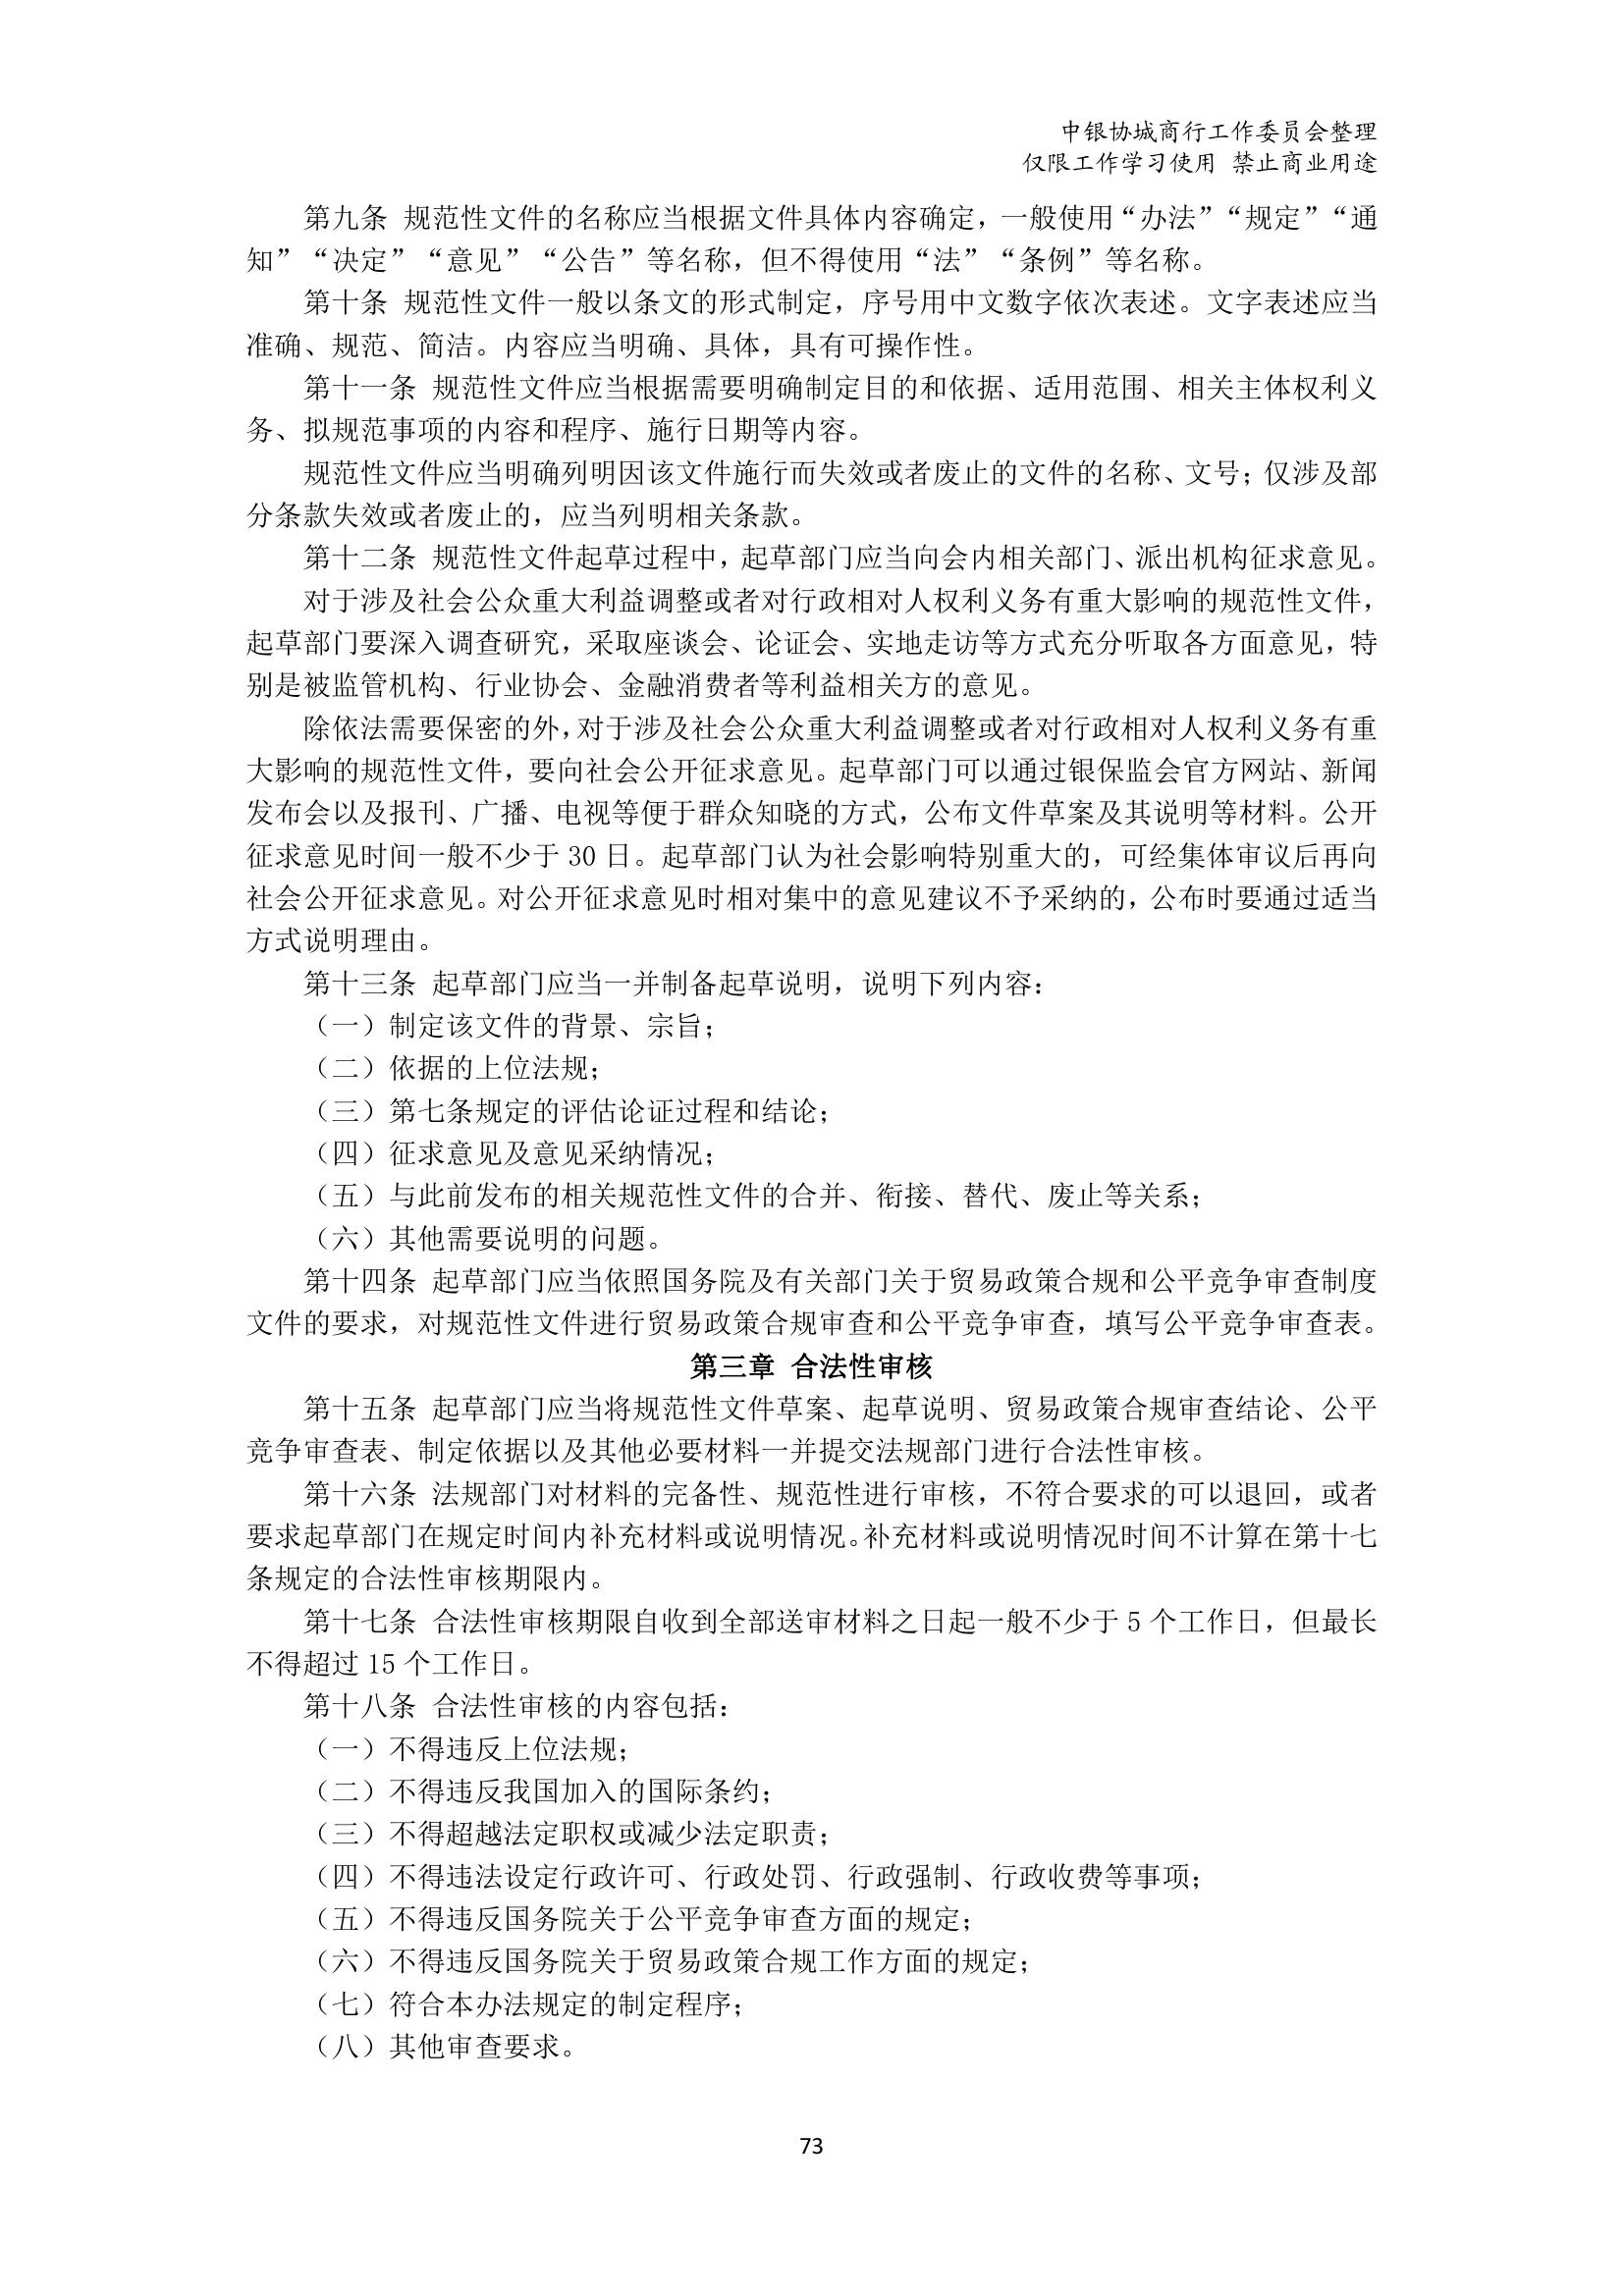 中银协城商行工作委员会整理
仅限工作学习使用 禁止商业用途
第九条 规范性文件的名称应当根据文件具体内容确定，一般使用“办法”“规定”“通
知”“决定”“意见”“公告”等名称，但不得使用“法”“条例”等名称。
第十条 规范性文件一般以条文的形式制定，序号用中文数字依次表述。文字表述应当
准确、规范、简洁。内容应当明确、具体，具有可操作性。
第十一条 规范性文件应当根据需要明确制定目的和依据、适用范围、相关主体权利义
务、拟规范事项的内容和程序、施行日期等内容。
规范性文件应当明确列明因该文件施行而失效或者废止的文件的名称、文号；仅涉及部
分条款失效或者废止的，应当列明相关条款。
第十二条 规范性文件起草过程中，起草部门应当向会内相关部门、派出机构征求意见。
对于涉及社会公众重大利益调整或者对行政相对人权利义务有重大影响的规范性文件，
起草部门要深入调查研究，采取座谈会、论证会、实地走访等方式充分听取各方面意见，特
别是被监管机构、行业协会、金融消费者等利益相关方的意见。
除依法需要保密的外，对于涉及社会公众重大利益调整或者对行政相对人权利义务有重
大影响的规范性文件，要向社会公开征求意见。起草部门可以通过银保监会官方网站、新闻
发布会以及报刊、广播、电视等便于群众知晓的方式，公布文件草案及其说明等材料。公开
征求意见时间一般不少于 30 日。起草部门认为社会影响特别重大的，可经集体审议后再向
社会公开征求意见。对公开征求意见时相对集中的意见建议不予采纳的，公布时要通过适当
方式说明理由。
第十三条 起草部门应当一并制备起草说明，说明下列内容：
（一）制定该文件的背景、宗旨；
（二）依据的上位法规；
（三）第七条规定的评估论证过程和结论；
（四）征求意见及意见采纳情况；
（五）与此前发布的相关规范性文件的合并、衔接、替代、废止等关系；
（六）其他需要说明的问题。
第十四条 起草部门应当依照国务院及有关部门关于贸易政策合规和公平竞争审查制度
文件的要求，对规范性文件进行贸易政策合规审查和公平竞争审查，填写公平竞争审查表。
第三章 合法性审核
第十五条 起草部门应当将规范性文件草案、起草说明、贸易政策合规审查结论、公平
竞争审查表、制定依据以及其他必要材料一并提交法规部门进行合法性审核。
第十六条 法规部门对材料的完备性、规范性进行审核，不符合要求的可以退回，或者
要求起草部门在规定时间内补充材料或说明情况。补充材料或说明情况时间不计算在第十七
条规定的合法性审核期限内。
第十七条 合法性审核期限自收到全部送审材料之日起一般不少于 5 个工作日，但最长
不得超过 15 个工作日。
第十八条 合法性审核的内容包括：
（一）不得违反上位法规；
（二）不得违反我国加入的国际条约；
（三）不得超越法定职权或减少法定职责；
（四）不得违法设定行政许可、行政处罚、行政强制、行政收费等事项；
（五）不得违反国务院关于公平竞争审查方面的规定；
（六）不得违反国务院关于贸易政策合规工作方面的规定；
（七）符合本办法规定的制定程序；
（八）其他审查要求。
73